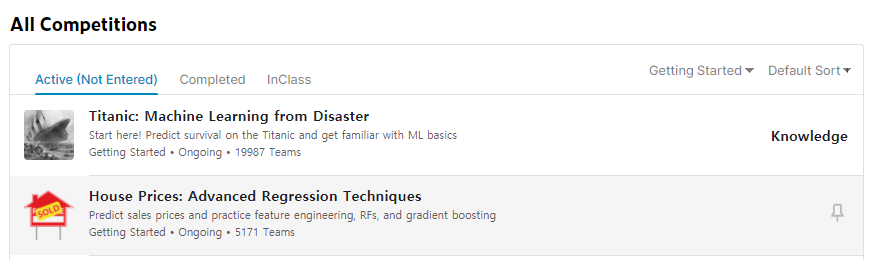 All Competitions
Active (Not Entered) Completed InClass Getting Started Default Sort
Titanic: Machine Learning from Disaster
Start here! Predict survival on the Titanic and get familiar with ML basics
Knowledge
Getting Started • Ongoing • 19987 Teams
SOLD
House Prices: Advanced Regression Techniques
Predict sales prices and practice feature engineering, RFs, and gradient boosting
Getting Started • Ongoing • 5171 Teams